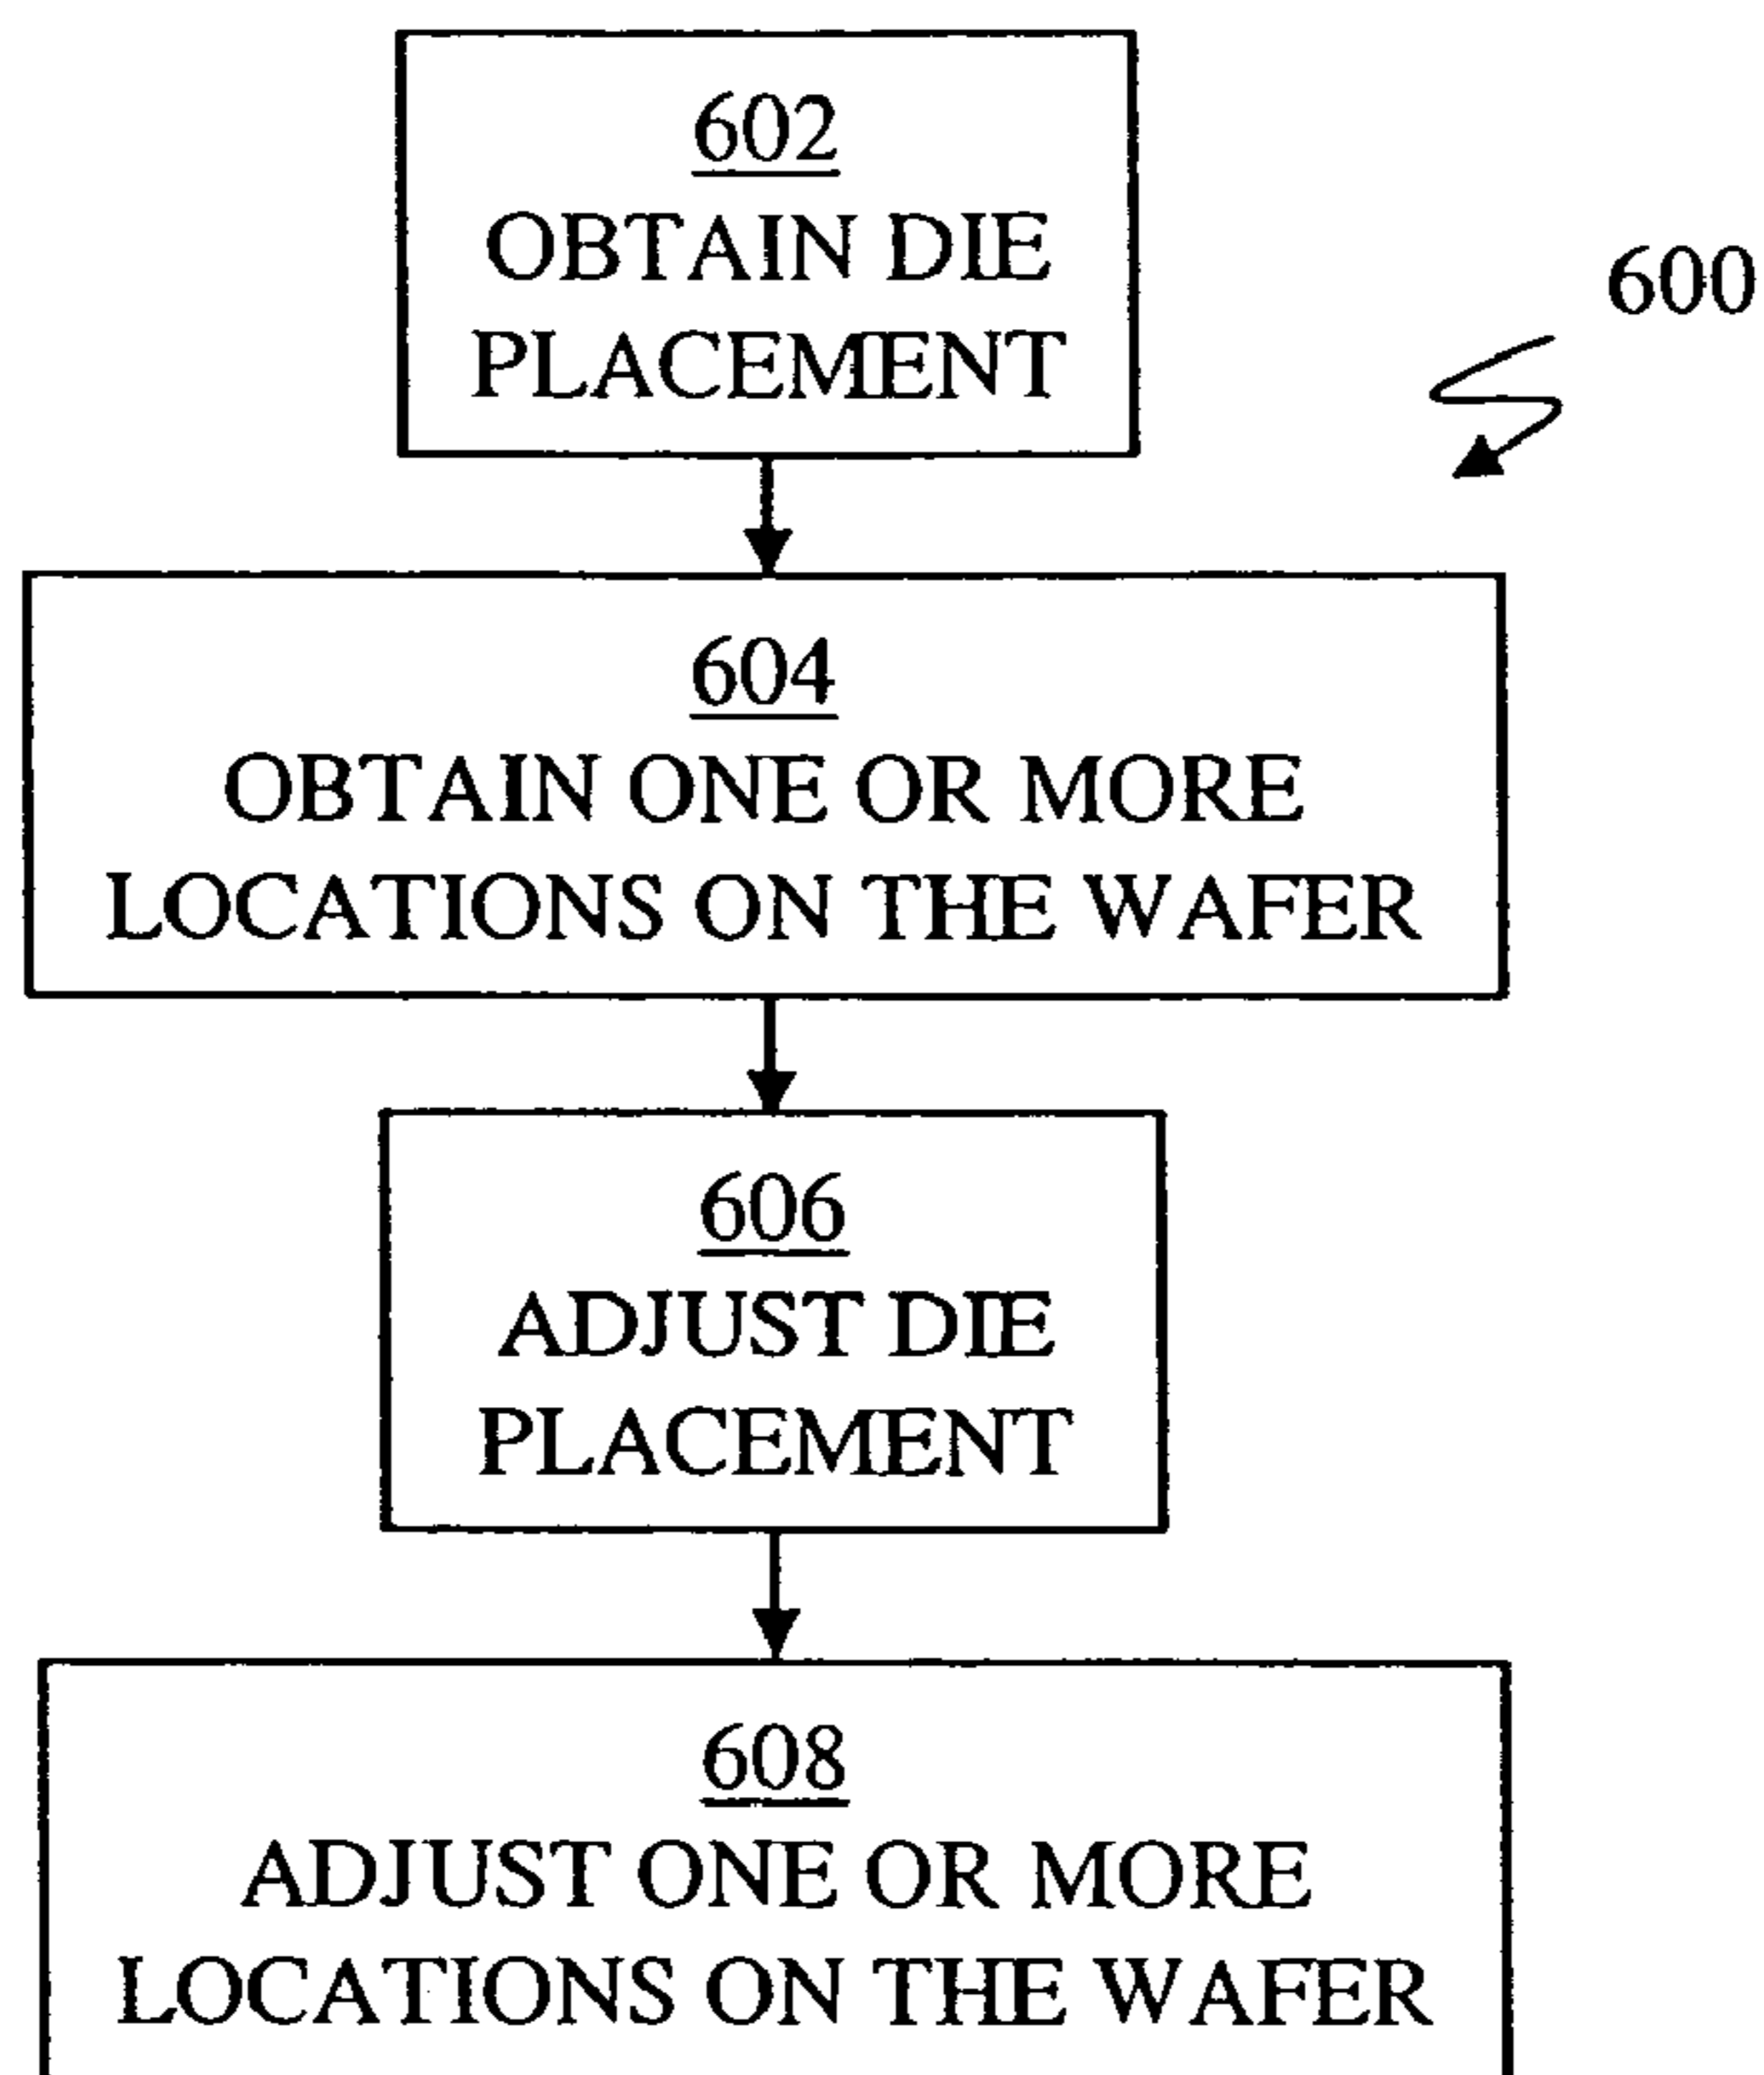 602
OBTAIN DIE
PLACEMENT
600
604
OBTAIN ONE OR MORE
LOCATIONS ON THE WAFER
606
ADJUST DIE
PLACEMENT
608
ADJUST ONE OR MORE
LOCATIONS ON THE WAFER